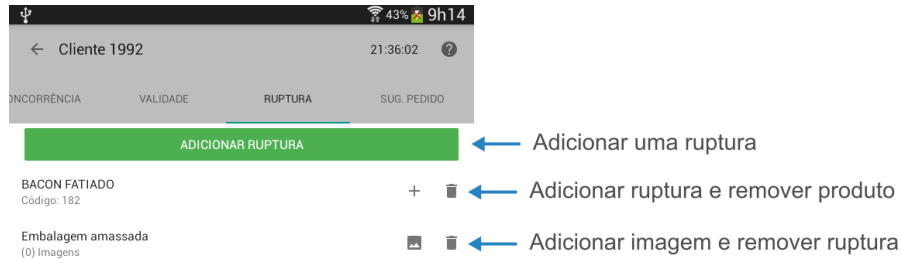 43% 9h14
Cliente 1992 21:36:02
ONCORRÊNCIA VALIDADE RUPTURA SUG. PEDIDO
ADICIONAR RUPTURA Adicionar uma ruptura
BACON FATIADO
Código: 182
Adicionar ruptura e remover produto
Embalagem amassada
(0) Imagens
Adicionar imagem e remover ruptura